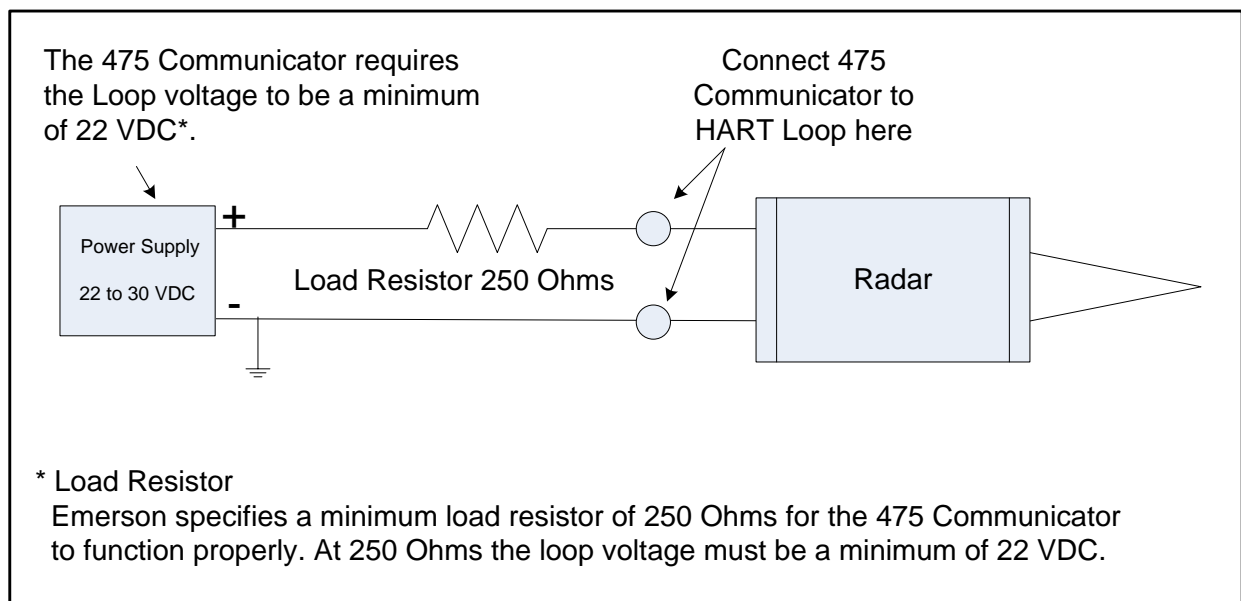 The 475 Communicator requires
the Loop voltage to be a minimum
of 22 VDC*.
Connect 475
Communicator to
HART Loop here
+
Power Supply
22 to 30 VDC
-
Load Resistor 250 Ohms
Radar
* Load Resistor
Emerson specifies a minimum load resistor of 250 Ohms for the 475 Communicator
to function properly. At 250 Ohms the loop voltage must be a minimum of 22 VDC.